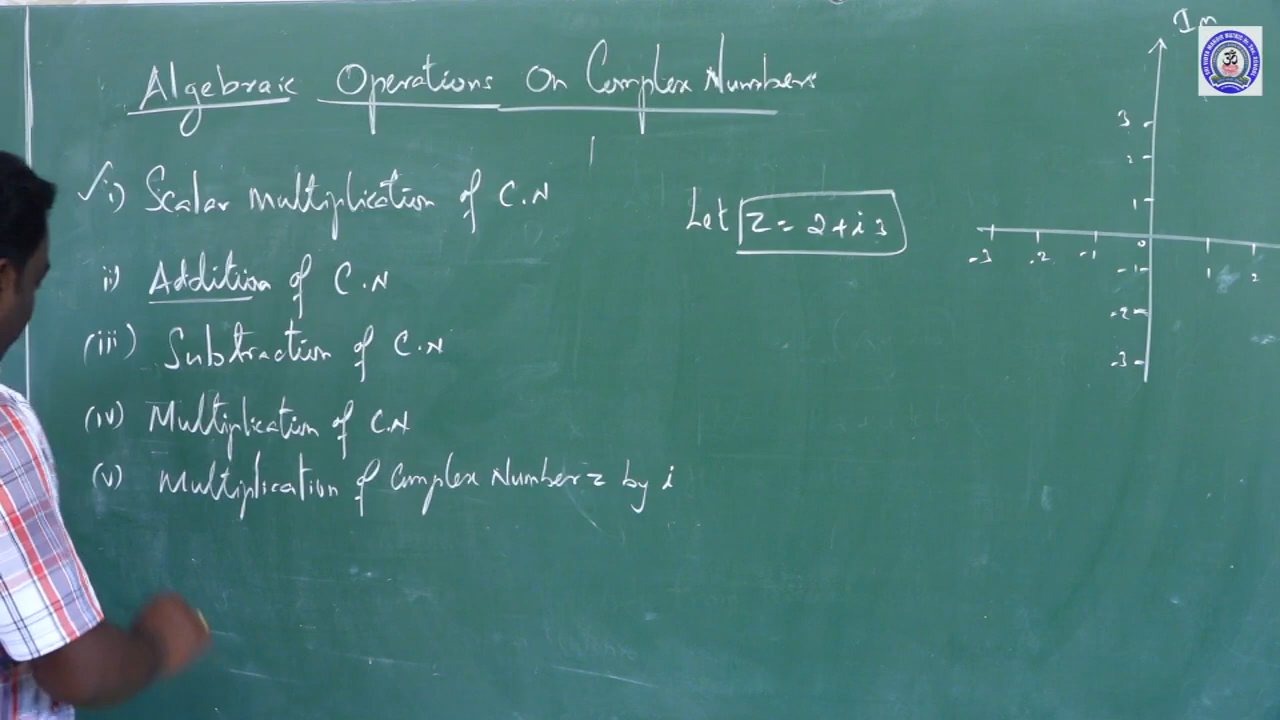 Algebraic Operations On Complex Numbers
i) Scalar multiplication of C.N
ii) Addition of C.N
(iii) Subtraction of C.N
(iv) Multiplication of C.N
(v) Multiplication of Complex Number z by i
Let z = 2+i3
Im
3
2
1
-3 -2 -1 0 1 2
-1
-2
-3